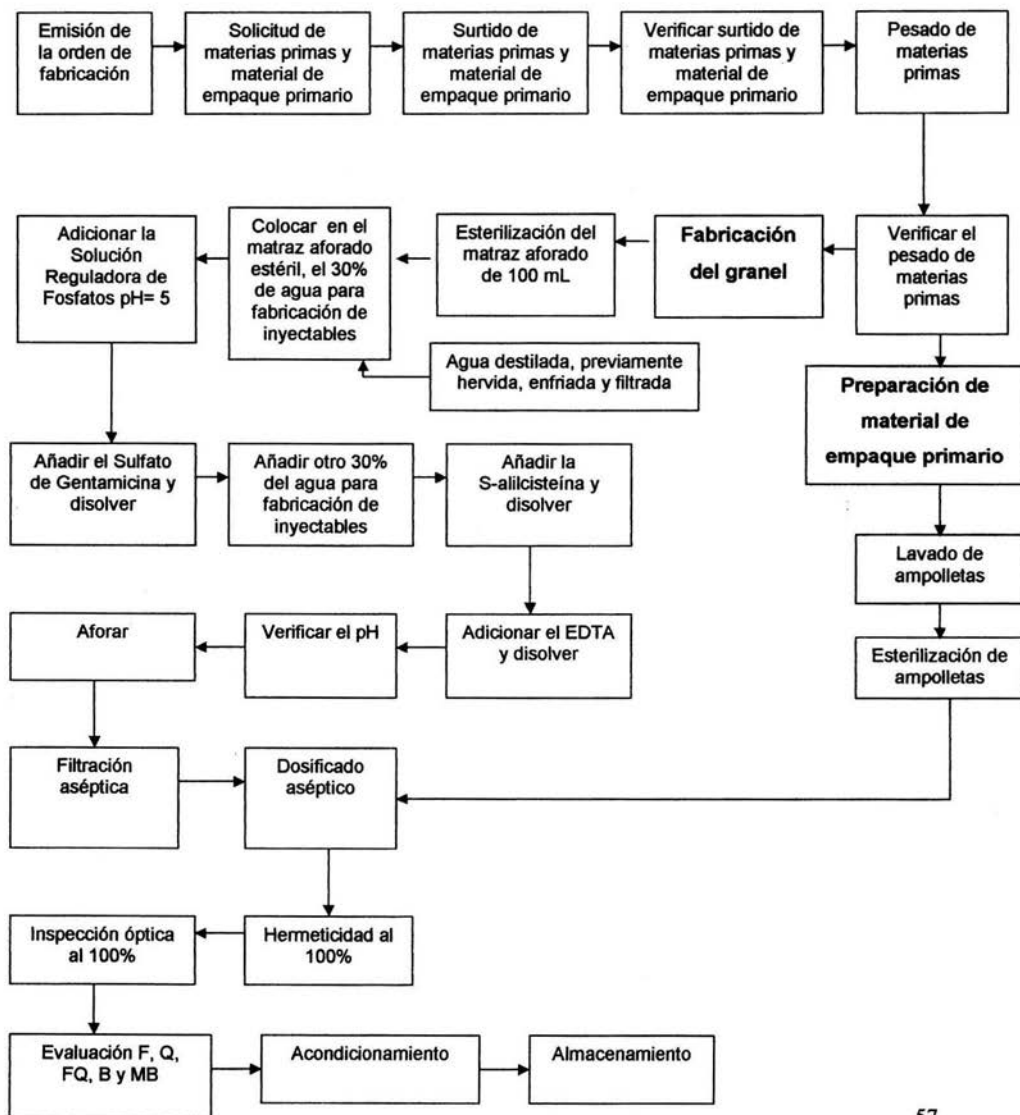 Emisión de
la orden de
fabricación
Solicitud de
materias primas y
material de
empaque primario
Surtido de
materias primas y
material de
empaque primario
Verificar surtido de
materias primas y
material de
empaque primario
Pesado de
materias
primas
Adicionar la
Solución
Reguladora de
Fosfatos pH= 5
Colocar en el
matraz aforado
estéril, el 30%
de agua para
fabricación de
inyectables
Esterilización del
matraz aforado
de 100 mL
Fabricación
del granel
Verificar el
pesado de
materias
primas
Agua destilada, previamente
hervida, enfriada y filtrada
Preparación de
material de
empaque primario
Añadir el Sulfato
de Gentamicina y
disolver
Añadir otro 30%
del agua para
fabricación de
inyectables
Añadir la
S-alilcisteína y
disolver
Lavado de
ampolletas
Aforar
Verificar el pH
Adicionar el EDTA
y disolver
Esterilización de
ampolletas
Filtración
aséptica
Dosificado
aséptico
Inspección óptica
al 100%
Hermeticidad al
100%
Evaluación F, Q,
FQ, B y MB
Acondicionamiento
Almacenamiento
57